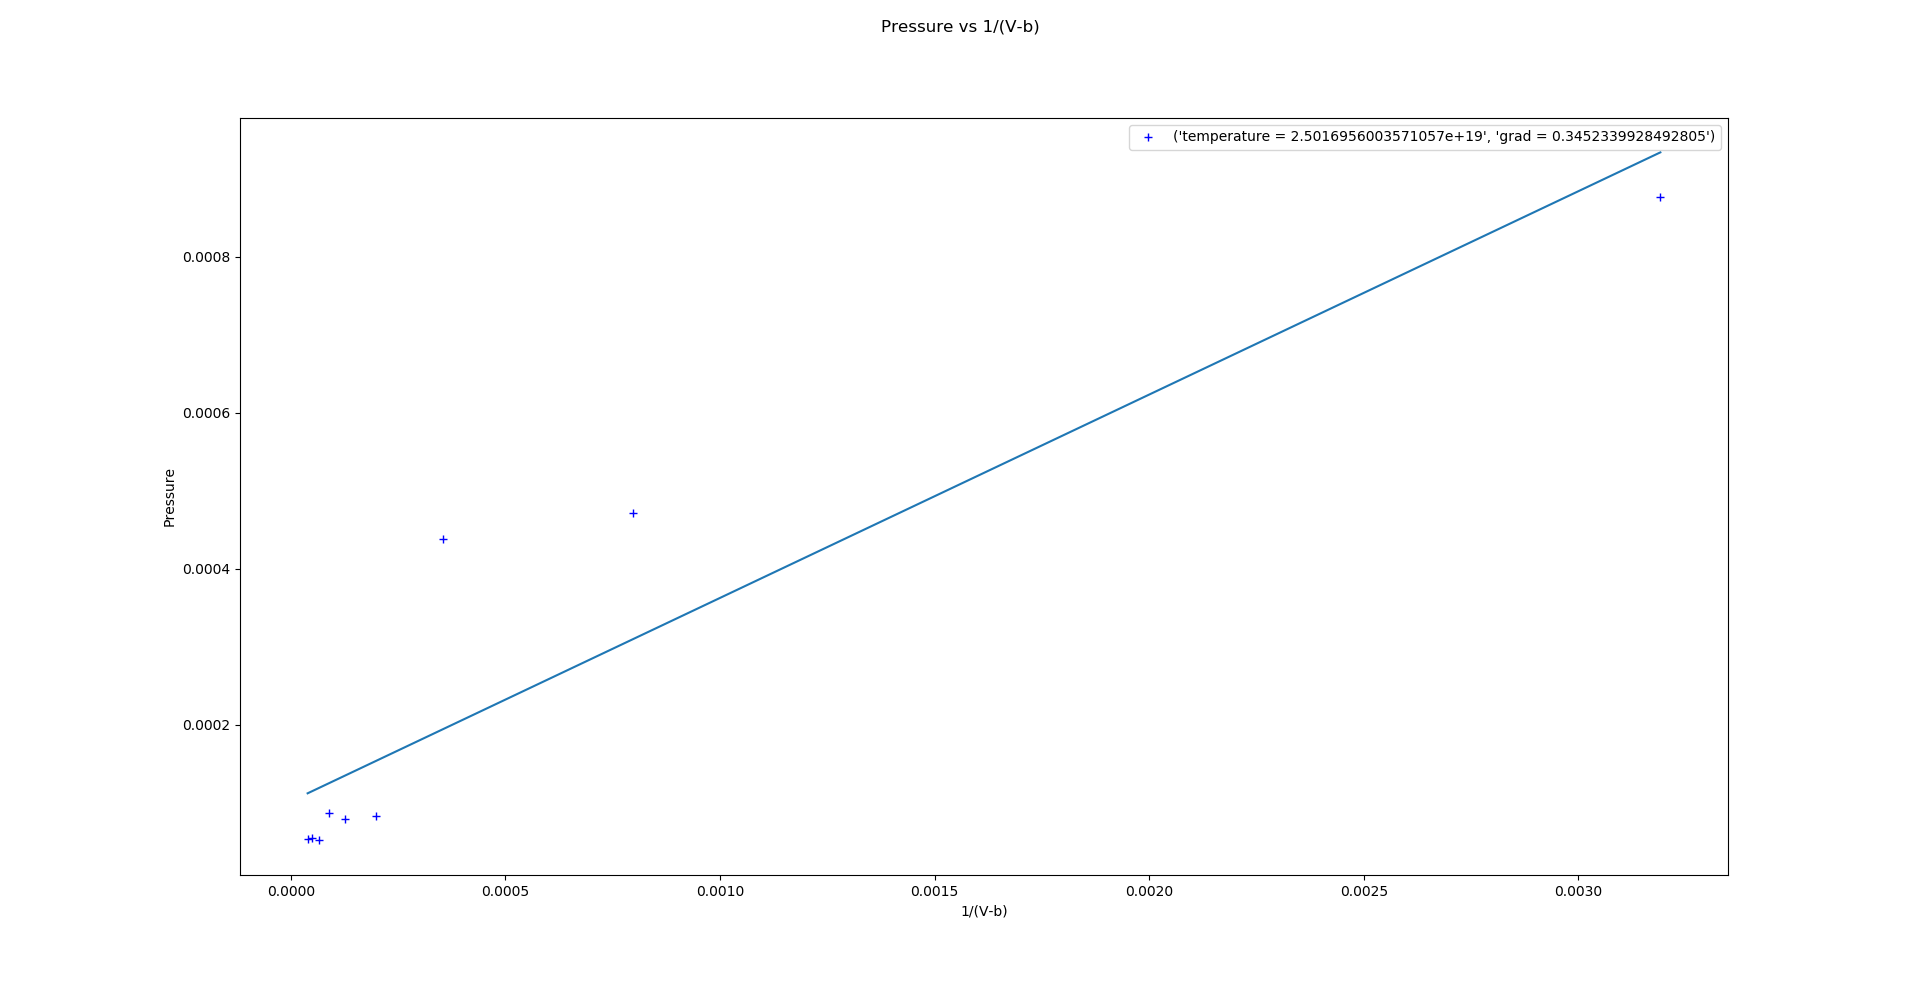 Pressure vs 1/(V-b)
('temperature = 2.5016956003571057e+19', 'grad = 0.3452339928492805')
0.0008
0.0006
0.0004
0.0002
Pressure
0.0000 0.0005 0.0010 0.0015 0.0020 0.0025 0.0030
1/(V-b)